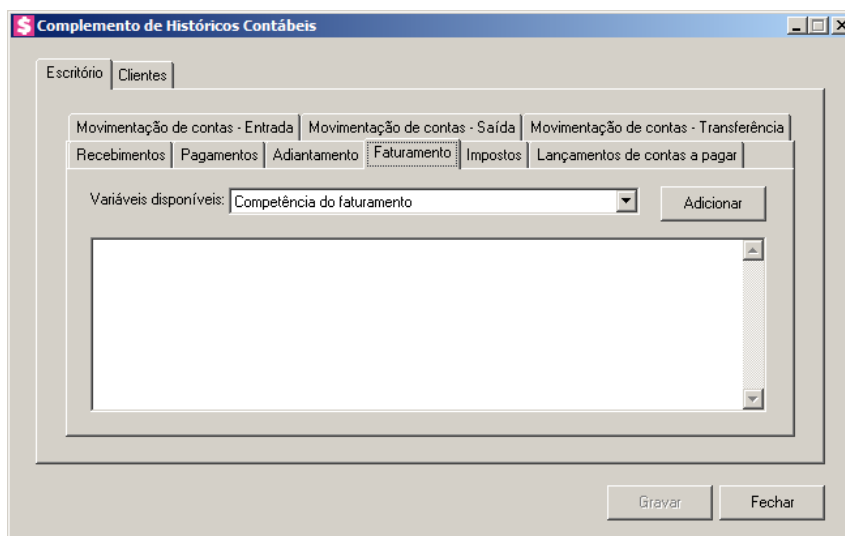 Complemento de Históricos Contábeis
Escritório Clientes
Movimentação de contas - Entrada Movimentação de contas - Saída Movimentação de contas - Transferência
Recebimentos Pagamentos Adiantamento Faturamento Impostos Lançamentos de contas a pagar
Variáveis disponíveis: Competência do faturamento Adicionar
Gravar Fechar